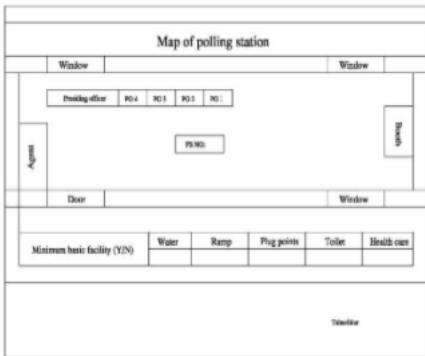 Map of polling station
Window Window
Presiding officer PO 4 PO 3 PO 2 PO 1
Booth
Agent
PS NO:
Door Window
Minimum basic facility (Y/N) Water Ramp Plug points Toilet Health care